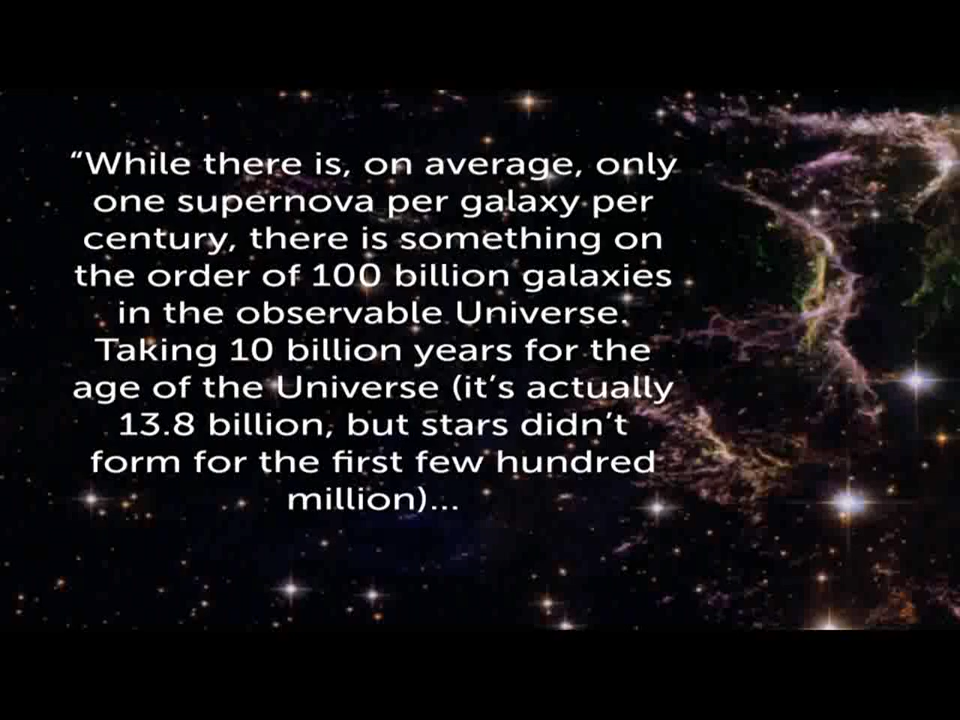 “While there is, on average, only
one supernova per galaxy per
century, there is something on
the order of 100 billion galaxies
in the observable Universe.
Taking 10 billion years for the
age of the Universe (it’s actually
13.8 billion, but stars didn’t
form for the first few hundred
million)...